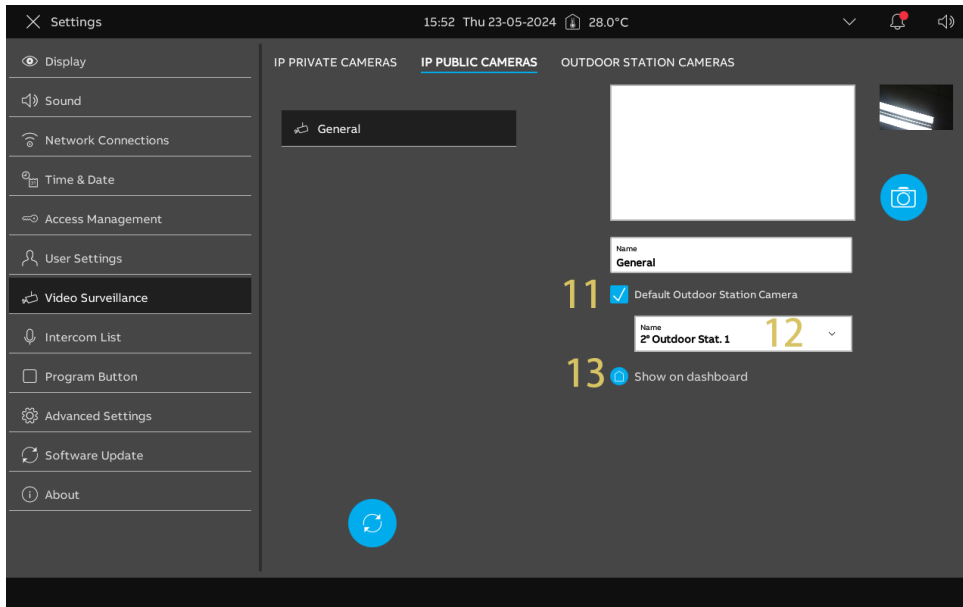 Settings
15:52 Thu 23-05-2024 28.0°C
Display
Sound
Network Connections
Time & Date
Access Management
User Settings
Video Surveillance
Intercom List
Program Button
Advanced Settings
Software Update
About
IP PRIVATE CAMERAS IP PUBLIC CAMERAS OUTDOOR STATION CAMERAS
General
Name
General
11 Default Outdoor Station Camera
Name
2° Outdoor Stat. 1 12
13 Show on dashboard